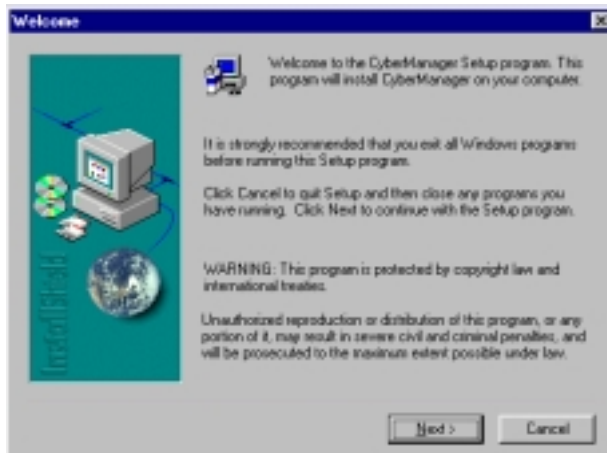 Welcome
Welcome to the CyberManager Setup program. This
program will install CyberManager on your computer.
It is strongly recommended that you exit all Windows programs
before running this Setup program.
Click Cancel to quit Setup and then close any programs you
have running. Click Next to continue with the Setup program.
WARNING: This program is protected by copyright law and
international treaties.
Unauthorized reproduction or distribution of this program, or any
portion of it, may result in severe civil and criminal penalties, and
will be prosecuted to the maximum extent possible under law.
InstallShield
Next >
Cancel